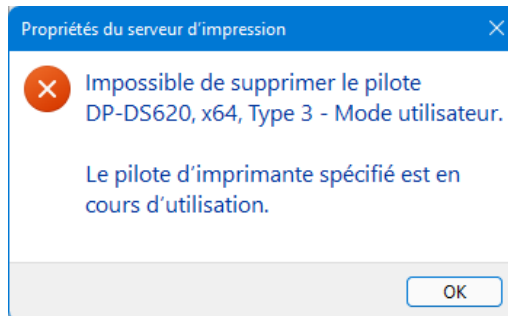 Propriétés du serveur d’impression
Impossible de supprimer le pilote
DP-DS620, x64, Type 3 - Mode utilisateur.
Le pilote d’imprimante spécifié est en
cours d’utilisation.
OK